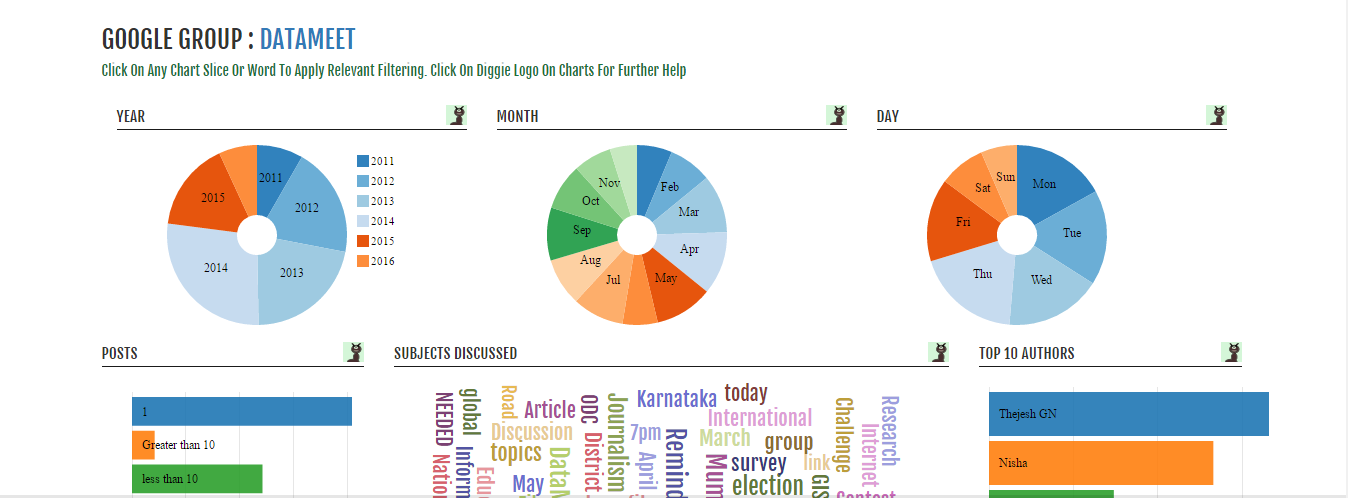 GOOGLE GROUP : DATAMEET
Click On Any Chart Slice Or Word To Apply Relevant Filtering. Click On Diggie Logo On Charts For Further Help
YEAR
2011
2012
2013
2014
2015
2011
2012
2013
2014
2015
2016
MONTH
Feb
Mar
Apr
May
Jul
Aug
Sep
Oct
Nov
DAY
Mon
Tue
Wed
Thu
Fri
Sat
Sun
POSTS
1
Greater than 10
less than 10
SUBJECTS DISCUSSED
NEEDED
global
Road
Article
ODC
Journalism
Karnataka
today
International
Discussion
topics
7pm
March
group
Challenge
Research
Internet
District
April
survey
link
May
election
TOP 10 AUTHORS
Thejesh GN
Nisha